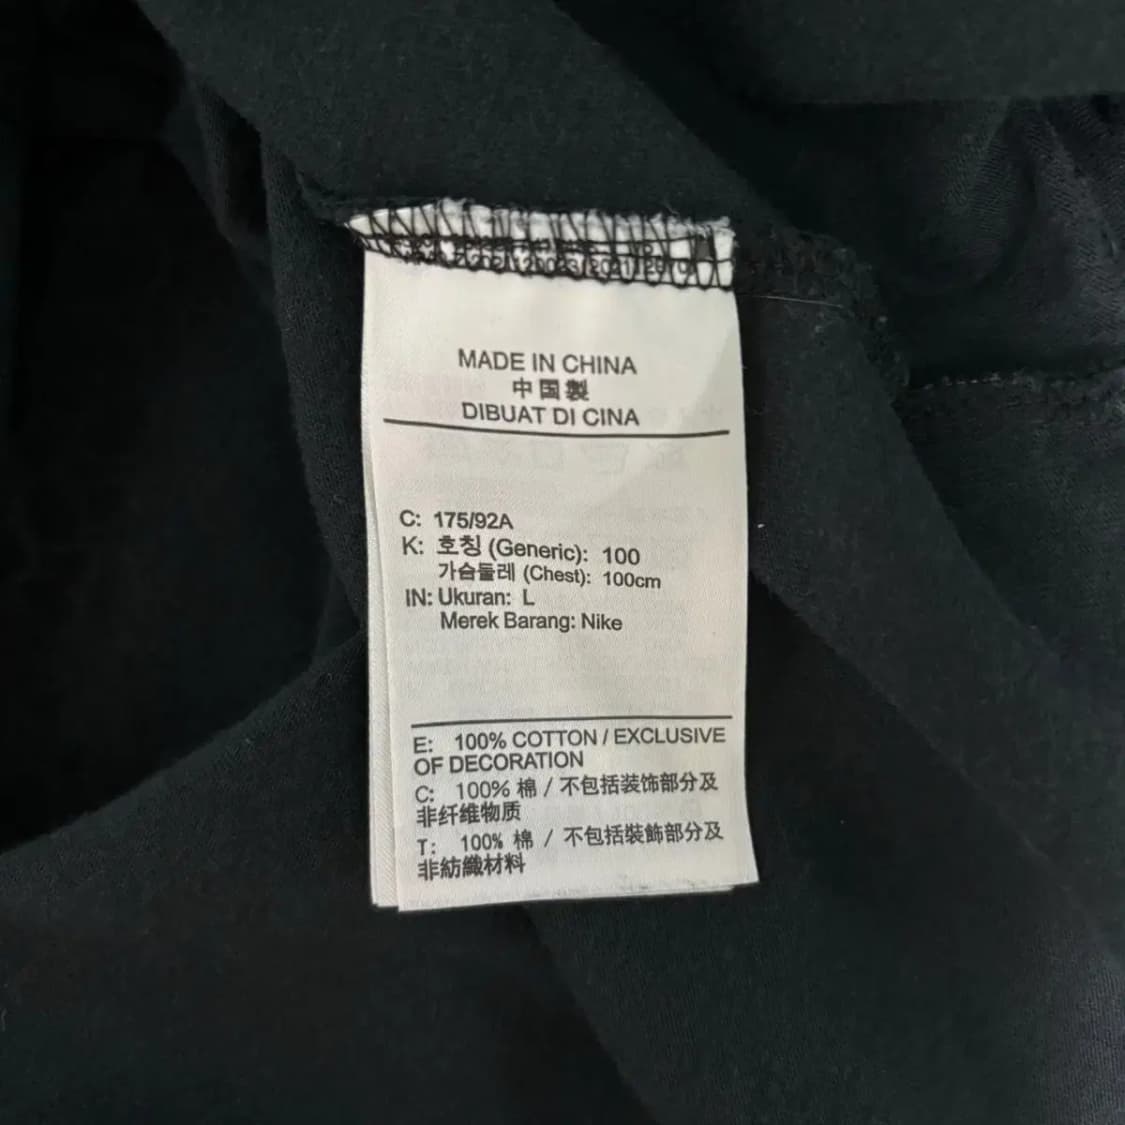 MADE IN CHINA
中国製
DIBUAT DI CINA
C: 175/92A
K: 호칭 (Generic): 100
가슴둘레 (Chest): 100cm
IN: Ukuran: L
Merek Barang: Nike
E: 100% COTTON / EXCLUSIVE
OF DECORATION
C: 100% 棉 / 不包括装饰部分及
非纤维物质
T: 100% 棉 / 不包括裝飾部分及
非紡織材料